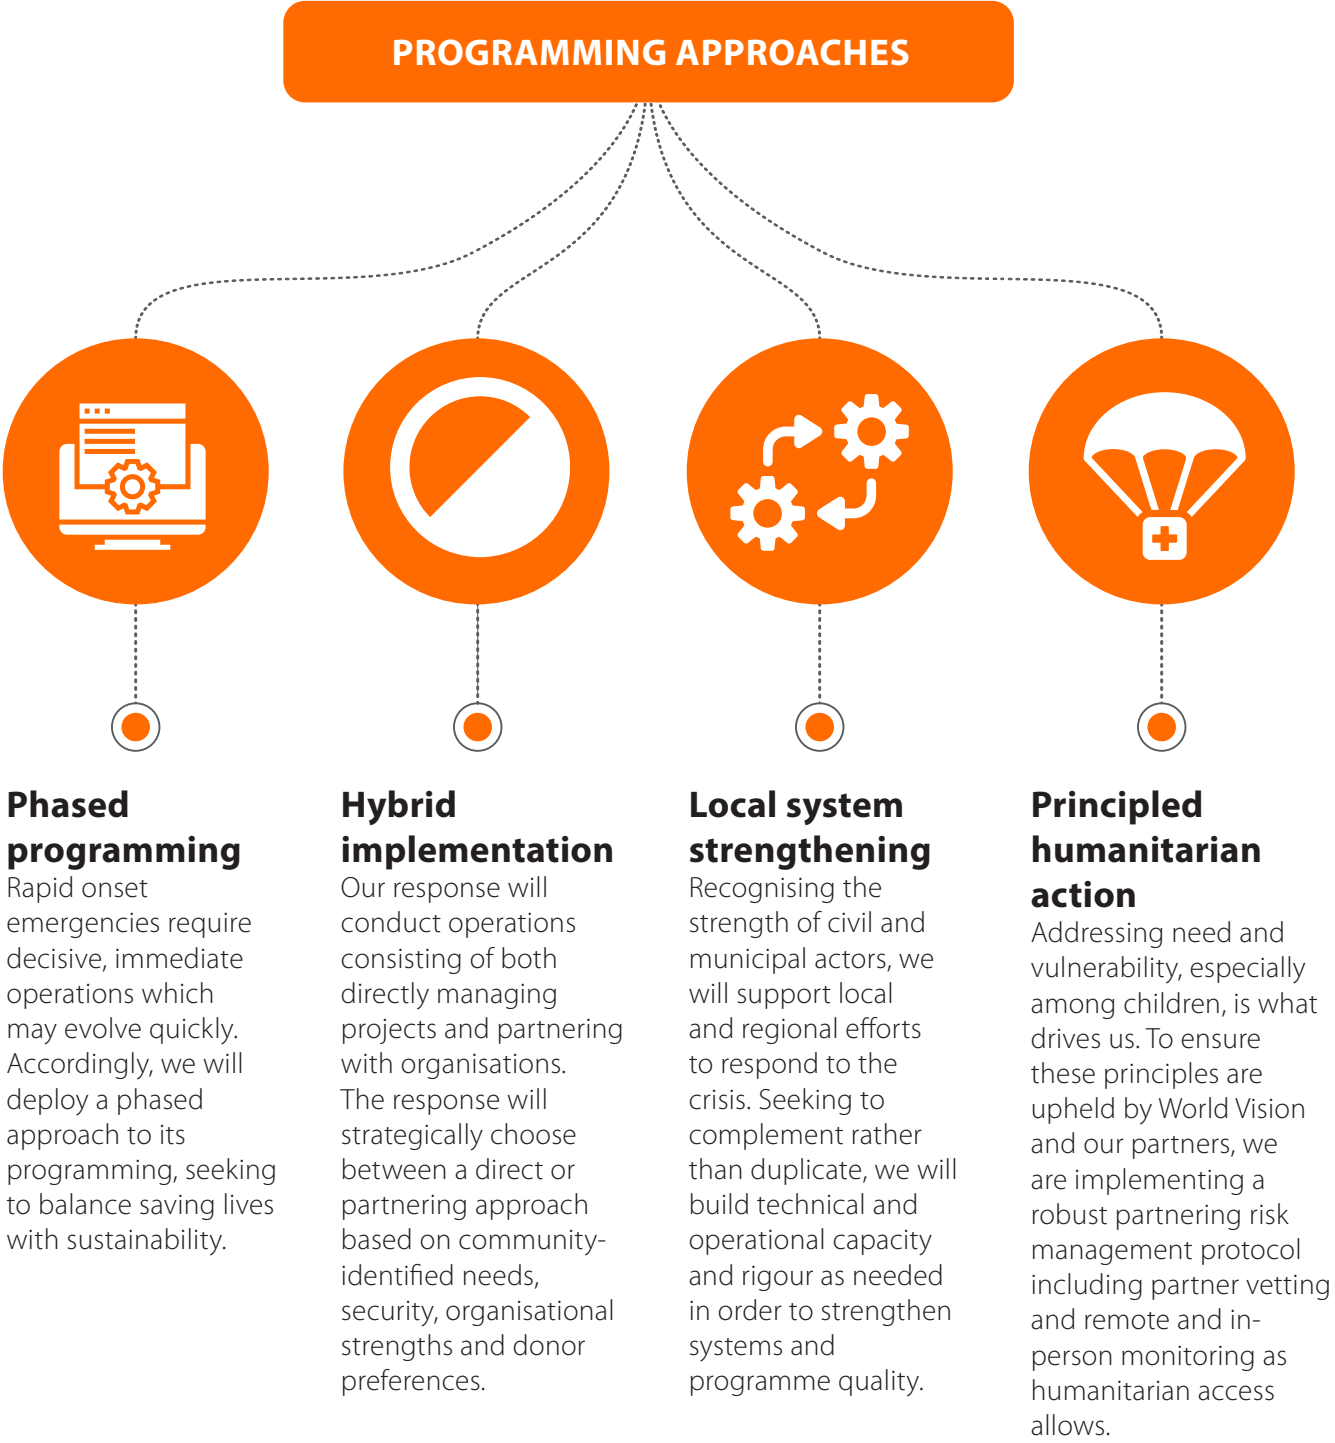 PROGRAMMING APPROACHES
Phased
programming
Rapid onset
emergencies require
decisive, immediate
operations which
may evolve quickly.
Accordingly, we will
deploy a phased
approach to its
programming, seeking
to balance saving lives
with sustainability.
Hybrid
implementation
Our response will
conduct operations
consisting of both
directly managing
projects and partnering
with organisations.
The response will
strategically choose
between a direct or
partnering approach
based on community-
identified needs,
security, organisational
strengths and donor
preferences.
Local system
strengthening
Recognising the
strength of civil and
municipal actors, we
will support local
and regional efforts
to respond to the
crisis. Seeking to
complement rather
than duplicate, we will
build technical and
operational capacity
and rigour as needed
in order to strengthen
systems and
programme quality.
Principled
humanitarian
action
Addressing need and
vulnerability, especially
among children, is what
drives us. To ensure
these principles are
upheld by World Vision
and our partners, we
are implementing a
robust partnering risk
management protocol
including partner vetting
and remote and in-
person monitoring as
humanitarian access
allows.